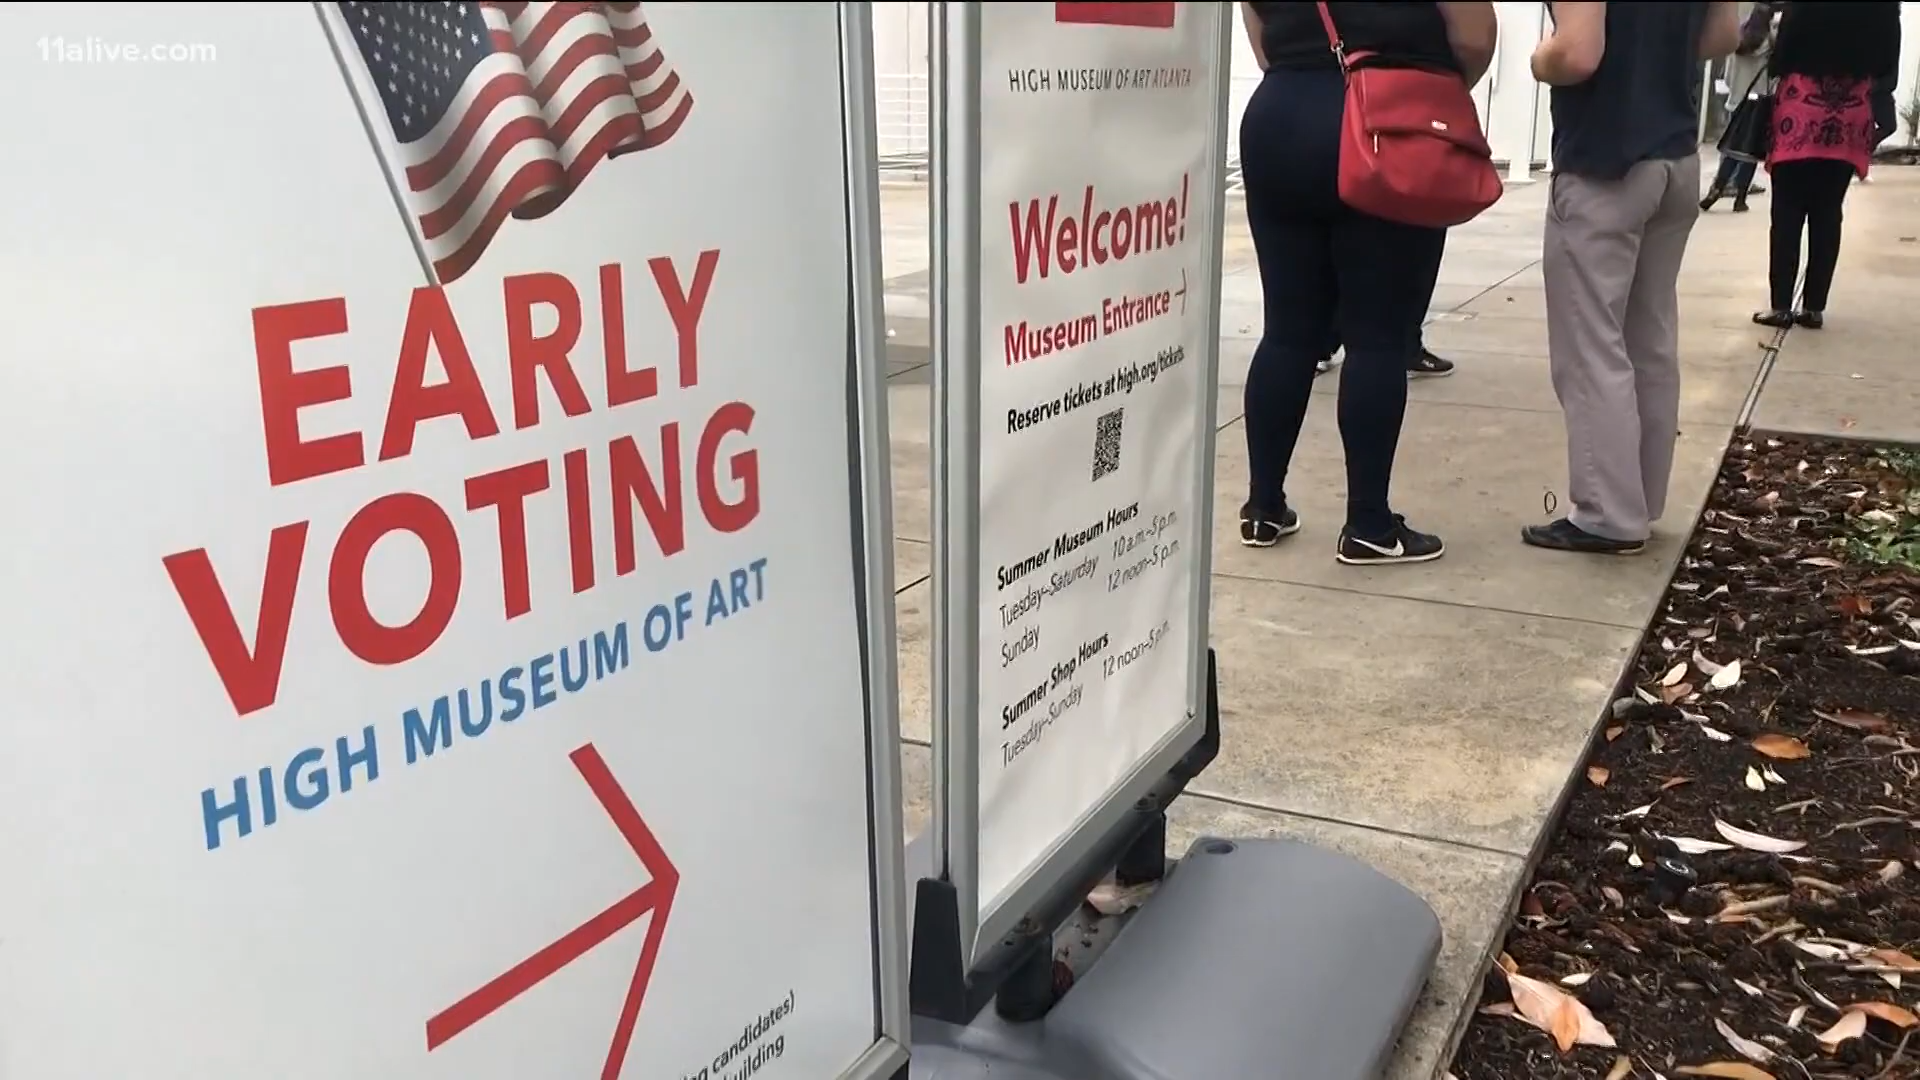 11alive.com
EARLY
VOTING
HIGH MUSEUM OF ART
candidates)
HIGH MUSEUM OF ART ATLANTA
Welcome!
Museum Entrance →
Reserve tickets at high.org/tickets
Summer Museum Hours
Tuesday–Saturday 10 a.m.–5 p.m.
Sunday 12 noon–5 p.m.
Summer Shop Hours
Tuesday–Sunday 12 noon–5 p.m.